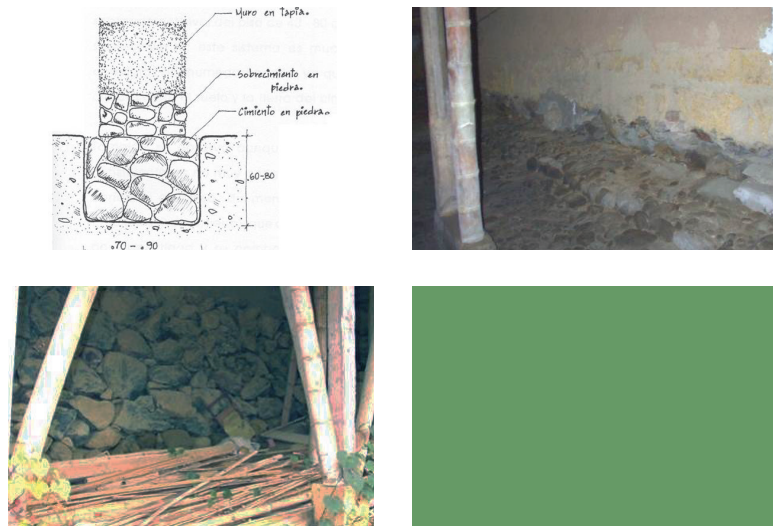 Muro en tapia.
Sobrecimiento en
piedra.
Cimiento en piedra.
.60-80
.70 - .90